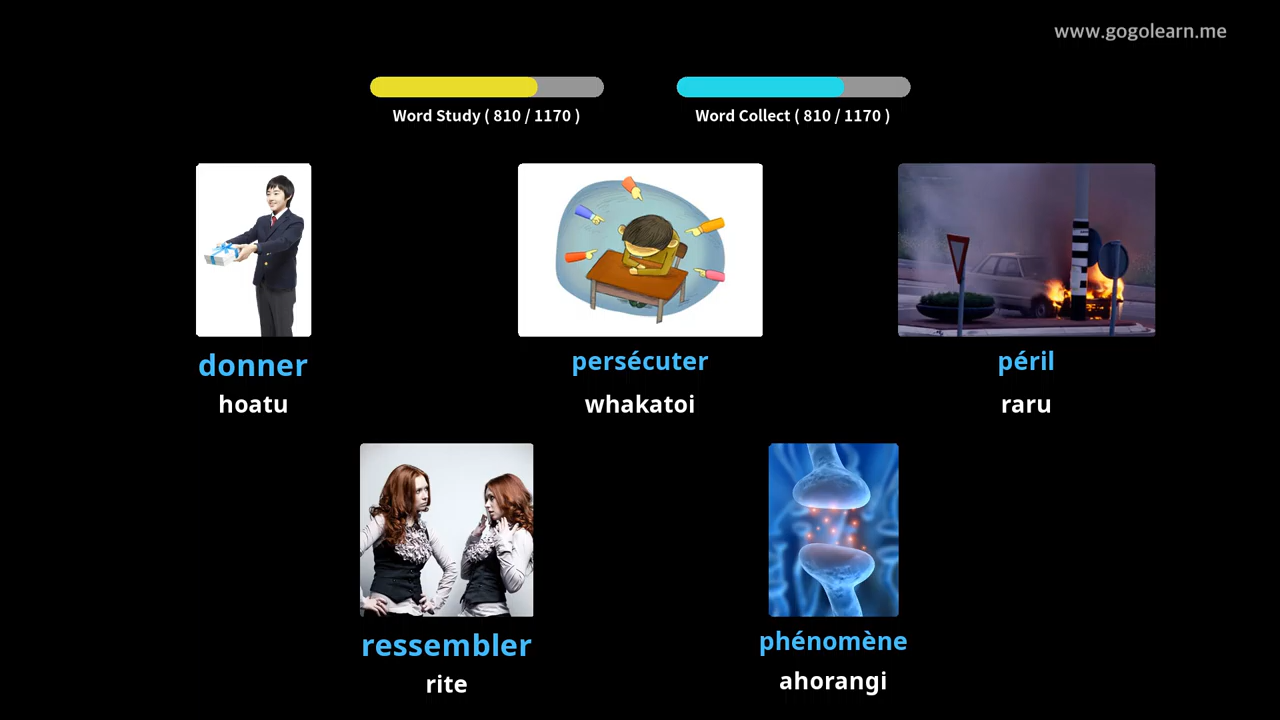 www.gogolearn.me
Word Study ( 810 / 1170 )
Word Collect ( 810 / 1170 )
donner
hoatu
persécuter
whakatoi
péril
raru
ressembler
rite
phénomène
ahorangi